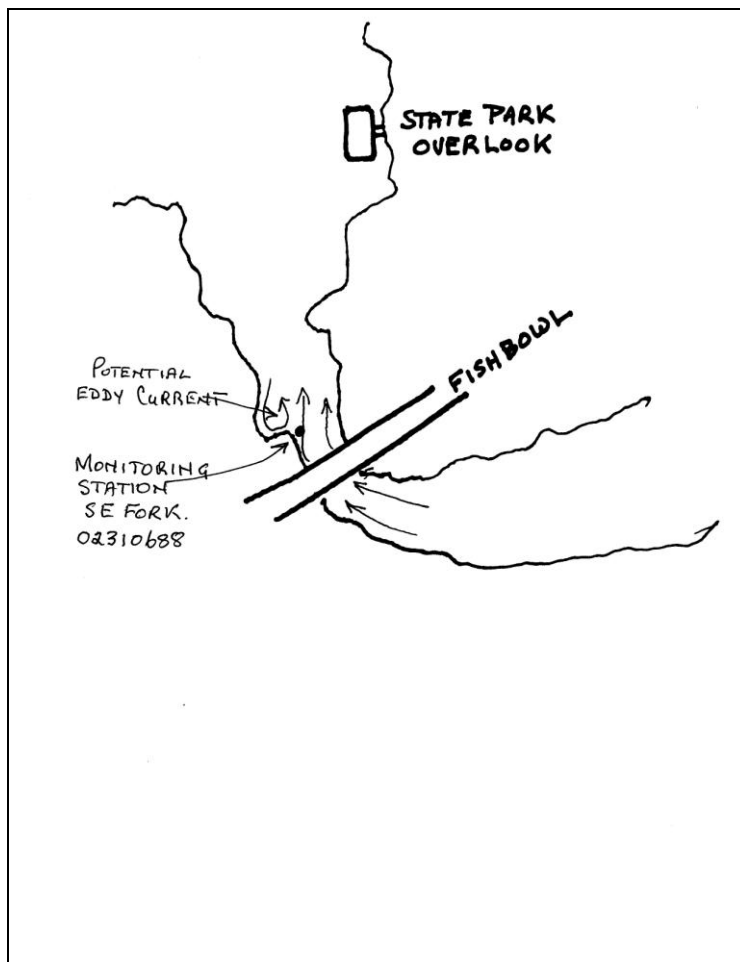 STATE PARK
OVERLOOK
FISHBOWL
POTENTIAL
EDDY CURRENT
MONITORING
STATION
SE FORK.
02310688